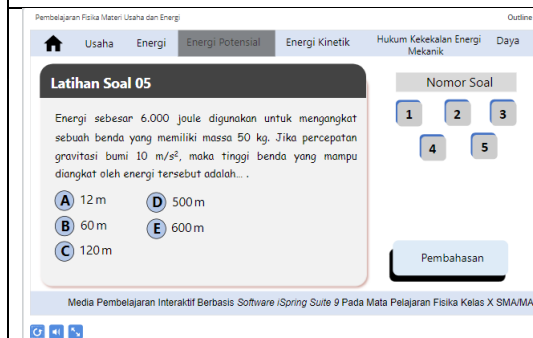 Pembelajaran Fisika Materi Usaha dan Energi
Outline
Usaha Energi Energi Potensial Energi Kinetik Hukum Kekekalan Energi Mekanik Daya
Latihan Soal 05
Energi sebesar 6.000 joule digunakan untuk mengangkat
sebuah benda yang memiliki massa 50 kg. Jika percepatan
gravitasi bumi 10 m/s², maka tinggi benda yang mampu
diangkat oleh energi tersebut adalah... .
A 12 m
B 60 m
C 120 m
D 500 m
E 600 m
Nomor Soal
1 2 3
4 5
Pembahasan
Media Pembelajaran Interaktif Berbasis Software iSpring Suite 9 Pada Mata Pelajaran Fisika Kelas X SMA/MA